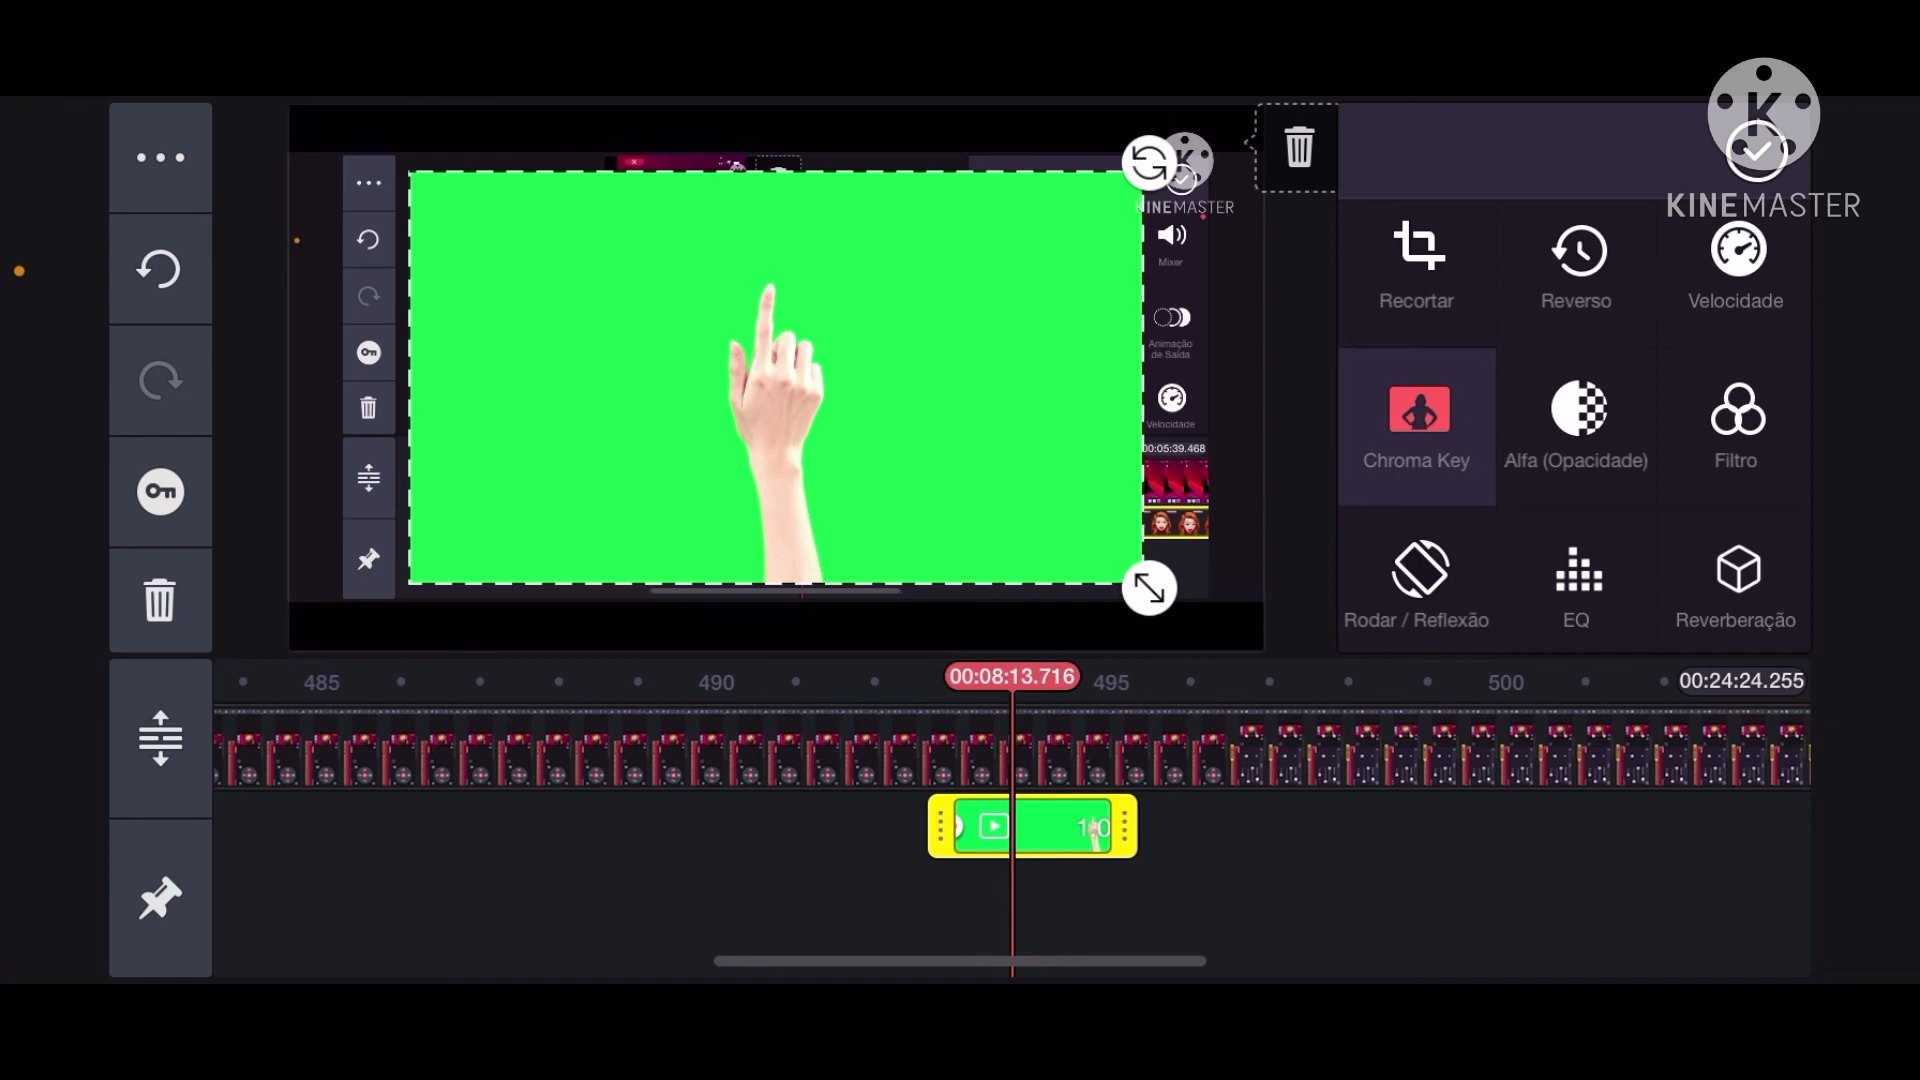 KINEMASTER
KINEMASTER
Mixer
Animação
de Saída
Velocidade
00:05:39.468
Recortar
Reverso
Velocidade
Chroma Key
Alfa (Opacidade)
Filtro
Rodar / Reflexão
EQ
Reverberação
485
490
00:08:13.716
495
500
00:24:24.255